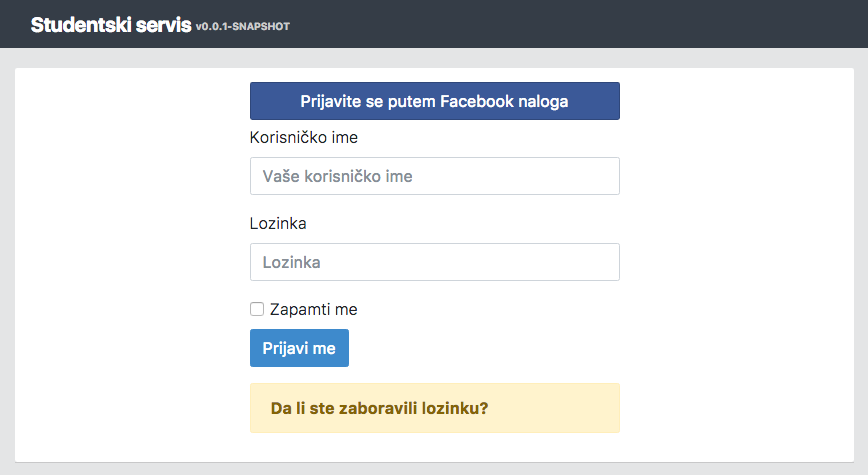 Studentski servis v0.0.1-SNAPSHOT
Prijavite se putem Facebook naloga
Korisničko ime
Vaše korisničko ime
Lozinka
Lozinka
Zapamti me
Prijavi me
Da li ste zaboravili lozinku?